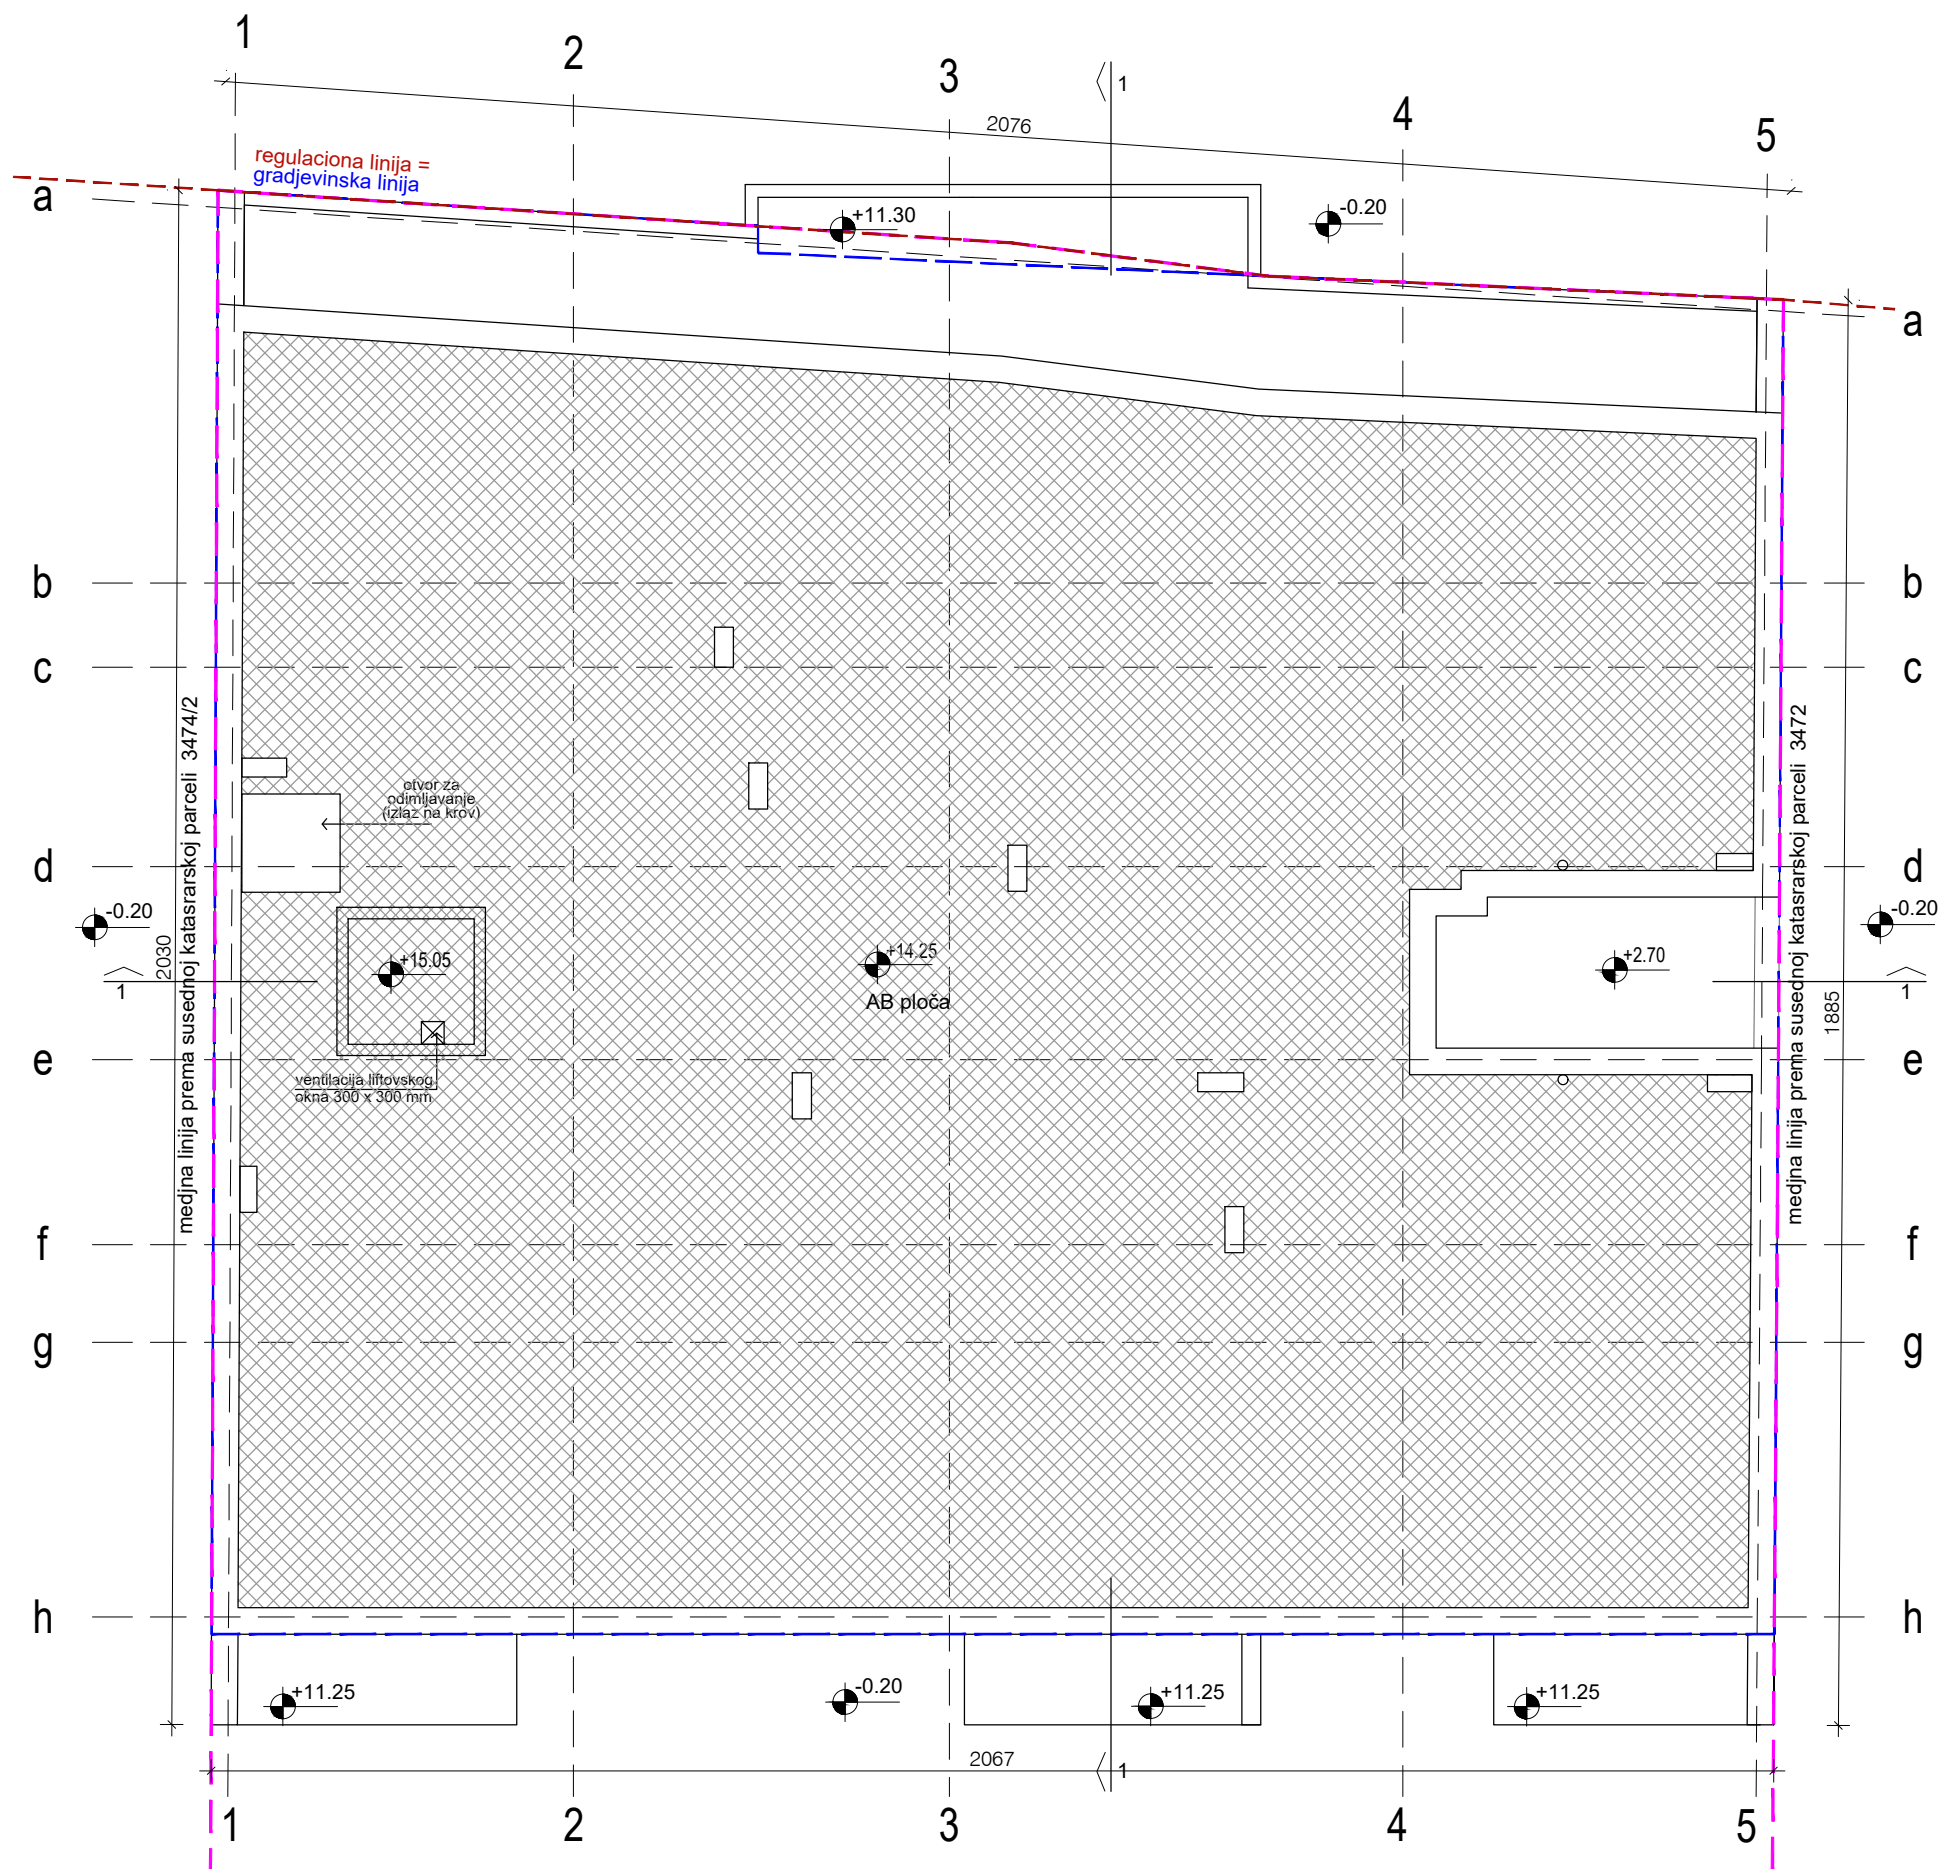 1
2
3
4
5
1
2076
regulaciona linija =
gradjevinska linija
a
a
+11.30
-0.20
b
b
c
c
medjna linija prema susednoj katasrarskoj parceli 3474/2
medjna linija prema susednoj katasrarskoj parceli 3472
otvor za
odimljavanje
(izlaz na krov)
d
d
-0.20
-0.20
2030
1885
1
1
+15.05
+14.25
AB ploča
+2.70
e
e
ventilacija liftovskog
okna 300 x 300 mm
f
f
g
g
h
h
+11.25
-0.20
+11.25
+11.25
2067
1
1
2
3
4
5